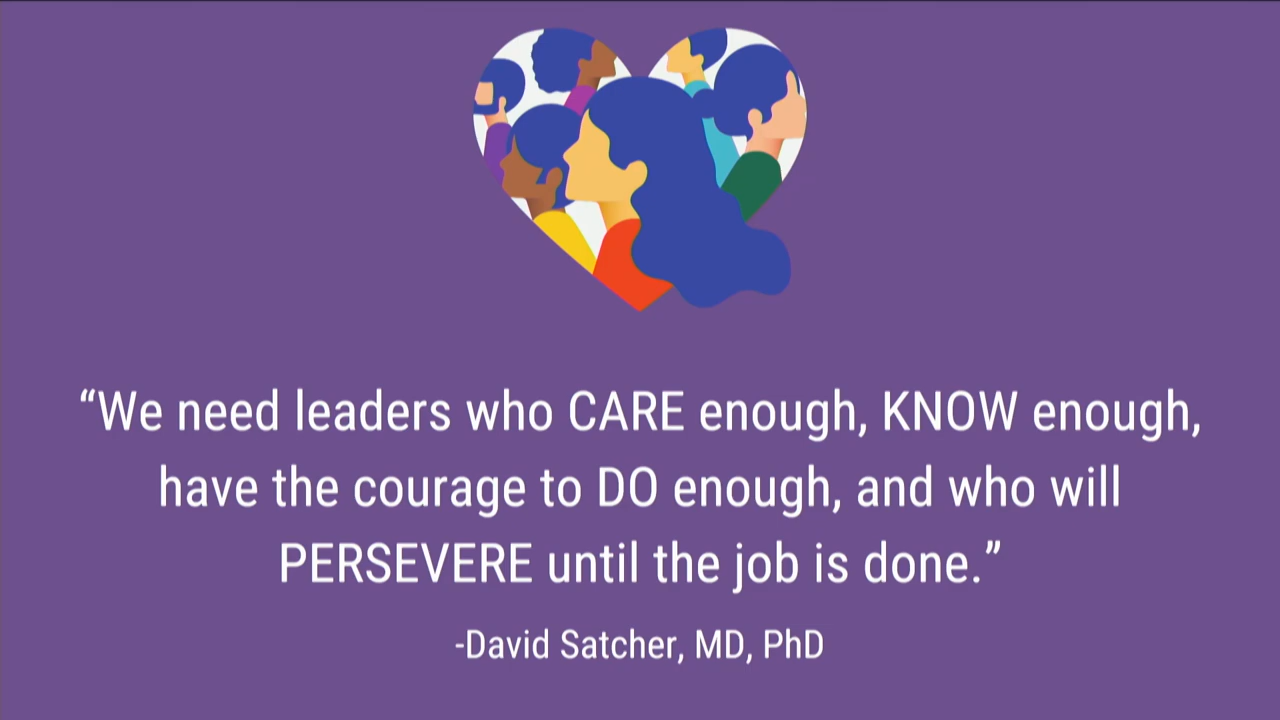 “We need leaders who CARE enough, KNOW enough,
have the courage to DO enough, and who will
PERSEVERE until the job is done.”
-David Satcher, MD, PhD